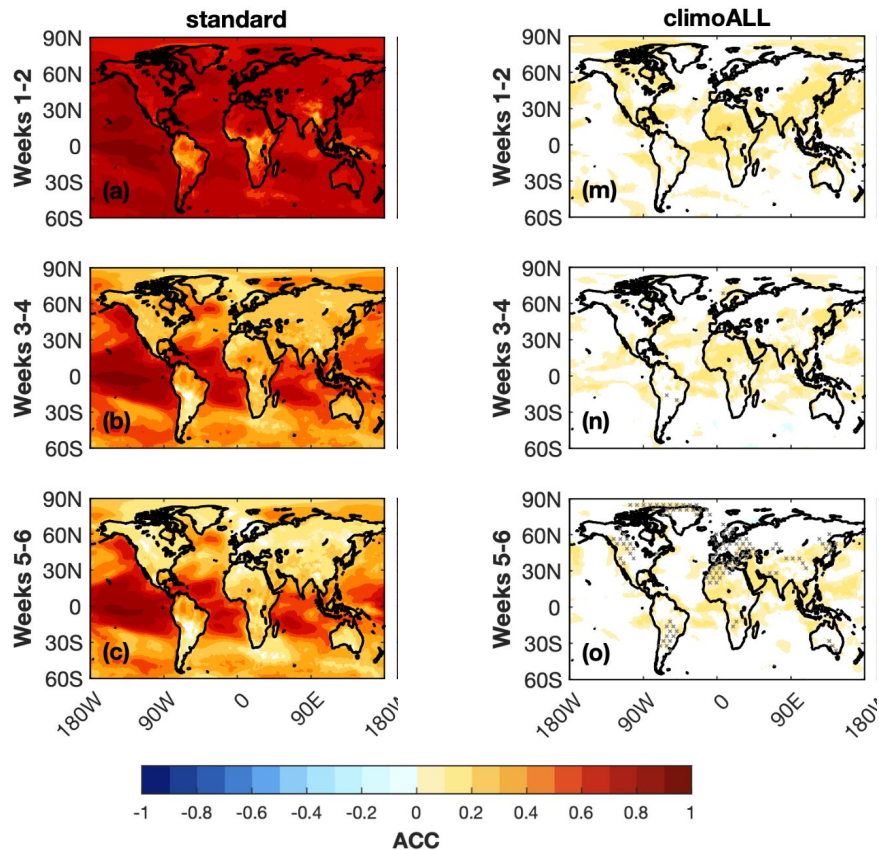 standard climoALL
Weeks 1-2
90N
60N
30N
0
30S
60S
(a)
Weeks 1-2
90N
60N
30N
0
30S
60S
(m)
Weeks 3-4
90N
60N
30N
0
30S
60S
(b)
Weeks 3-4
90N
60N
30N
0
30S
60S
(n)
Weeks 5-6
90N
60N
30N
0
30S
60S
(c)
180W 90W 0 90E 180W
Weeks 5-6
90N
60N
30N
0
30S
60S
(o)
180W 90W 0 90E 180W
-1 -0.8 -0.6 -0.4 -0.2 0 0.2 0.4 0.6 0.8 1
ACC